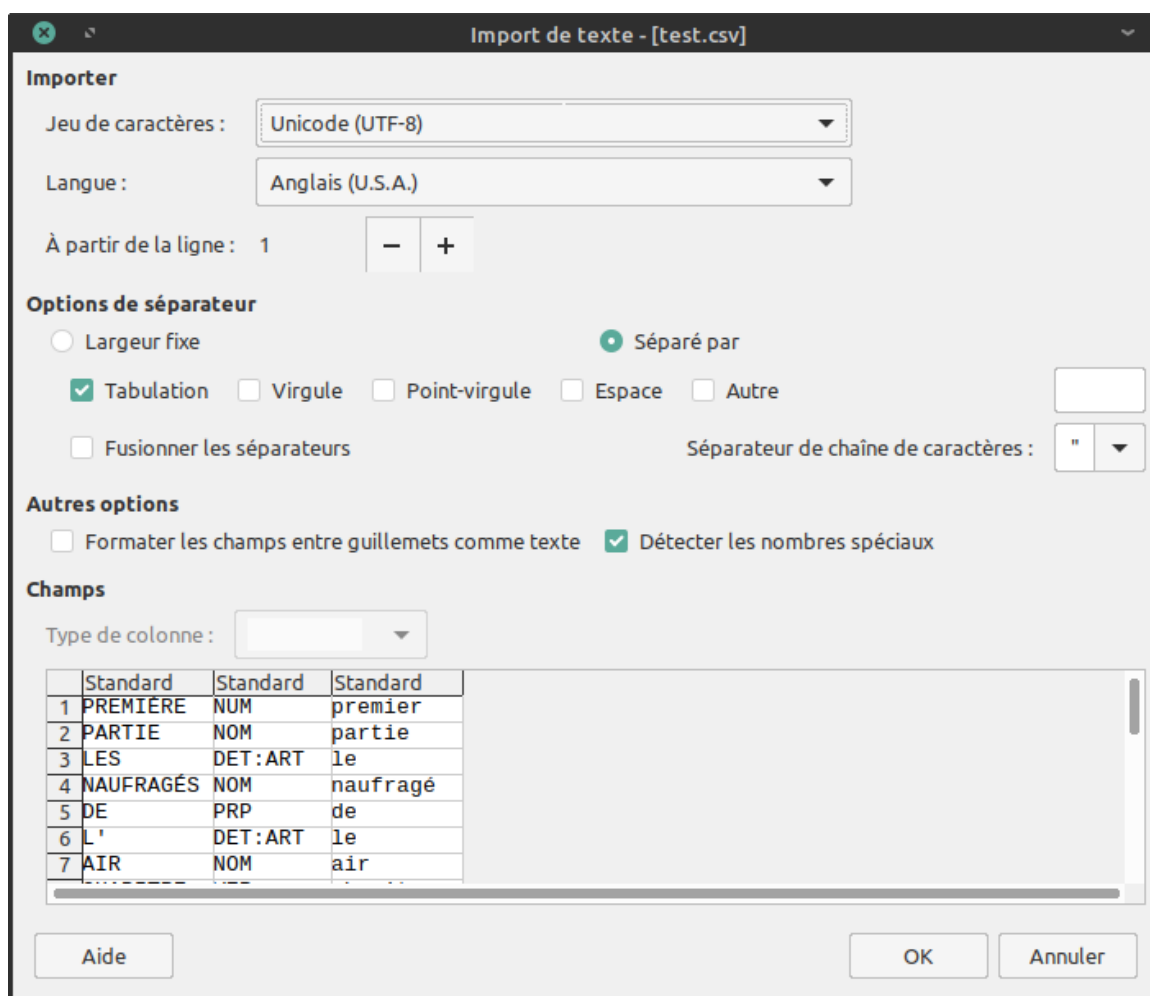 Import de texte - [test.csv]
Importer
Jeu de caractères : Unicode (UTF-8)
Langue : Anglais (U.S.A.)
À partir de la ligne : 1 − +
Options de séparateur
Largeur fixe Séparé par
Tabulation Virgule Point-virgule Espace Autre
Fusionner les séparateurs Séparateur de chaîne de caractères : "
Autres options
Formater les champs entre guillemets comme texte Détecter les nombres spéciaux
Champs
Type de colonne :
Standard Standard Standard
1 PREMIÈRE NUM premier
2 PARTIE NOM partie
3 LES DET:ART le
4 NAUFRAGÉS NOM naufragé
5 DE PRP de
6 L' DET:ART le
7 AIR NOM air
Aide OK Annuler